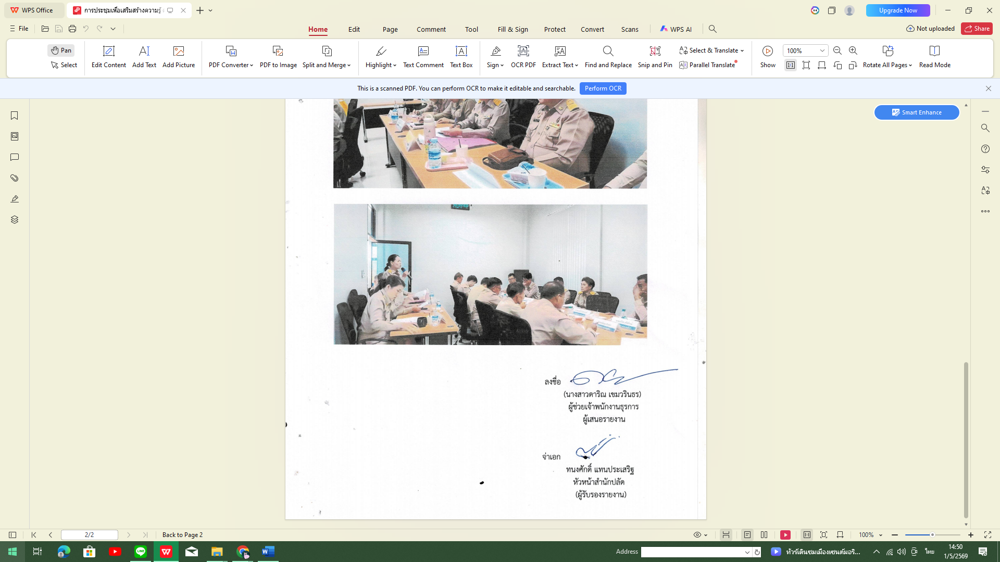 WPS Office
การประชุมเพื่อเสริมสร้างความรู้
Upgrade Now
File
Home
Edit
Page
Comment
Tool
Fill & Sign
Protect
Convert
Scans
WPS AI
Not uploaded
Share
Pan
Select
Edit Content
Add Text
Add Picture
PDF Converter
PDF to Image
Split and Merge
Highlight
Text Comment
Text Box
Sign
OCR PDF
Extract Text
Find and Replace
Snip and Pin
Select & Translate
Parallel Translate
Show
100%
Rotate All Pages
Read Mode
This is a scanned PDF. You can perform OCR to make it editable and searchable.
Perform OCR
Smart Enhance
ลงชื่อ
(นางสาวดาริณ เขมวรินธร)
ผู้ช่วยเจ้าพนักงานธุรการ
ผู้เสนอรายงาน
จ่าเอก
ทนงศักดิ์ แทนประเสริฐ
หัวหน้าสำนักปลัด
(ผู้รับรองรายงาน)
2/2
Back to Page 2
100%
Address
ทัวร์เดินชมเมืองเซนต์มอริ...
ไทย
14:50
1/5/2569